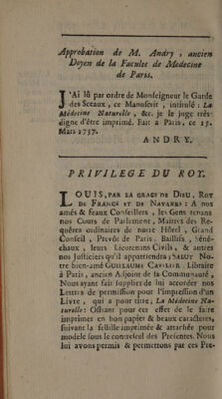 Approbation de M. Andry, ancien
Doyen de la Faculté de Medecine
de Paris.
J'Ai lû par ordre de Monseigneur le Garde
des Sceaux, ce Manuscrit, intitulé : La
Médecine Naturelle, &c. je le juge très-
digne d'être imprimé. Fait à Paris, ce 15.
Mars 1737.
ANDRY.
PRIVILEGE DU ROY.
LOUIS, PAR LA GRACE DE DIEU, ROY
DE FRANCE ET DE NAVARRE : A nos
amés & feaux Conseillers, les Gens tenans
nos Cours de Parlement, Maitres des Re-
quêtes ordinaires de notre Hôtel, Grand
Conseil, Prevôt de Paris, Baillifs, Séné-
chaux, leurs Lieutenans Civils, & autres
nos Justiciers qu'il appartiendra ; SALUT No-
tre bien-amé GUILLAUME CAVELIER, Libraire
à Paris, ancien Adjoint de la Communauté,
Nous ayant fait supplier de lui accorder nos
Lettres de permission pour l'impression d'un
Livre, qui a pour titre, La Médecine Na-
turelle: Offrant pour cet effet de le faire
imprimer en bon papier & beaux caractéres,
suivant la feüille imprimée & attachée pour
modele sous le contrescel des Presentes. Nous
lui avons permis & permettons par ces Pre-